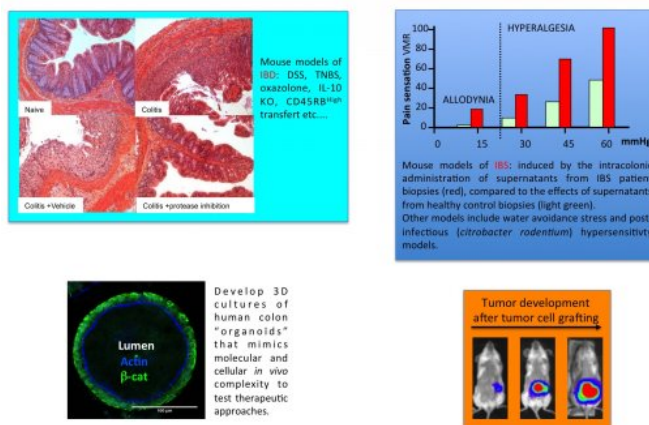 Naive
Colitis
Colitis +Vehicle
Colitis +protease inhibition
Mouse models of
IBD: DSS, TNBS,
oxazolone, IL-10
KO, CD45RBHigh
transfert etc....
Pain sensation VMR
100
80
60
40
20
0
HYPERALGESIA
ALLODYNIA
0 15 30 45 60 mmHg
Mouse models of IBS: induced by the intracolonic
administration of supernatants from IBS patient
biopsies (red), compared to the effects of supernatants
from healthy control biopsies (light green).
Other models include water avoidance stress and post-
infectious (citrobacter rodentium) hypersensitivty
models.
Lumen
Actin
β-cat
100 µm
Develop 3D
cultures of
human colon
"organoids"
that mimics
molecular and
cellular in vivo
complexity to
test therapeutic
approaches.
Tumor development
after tumor cell grafting